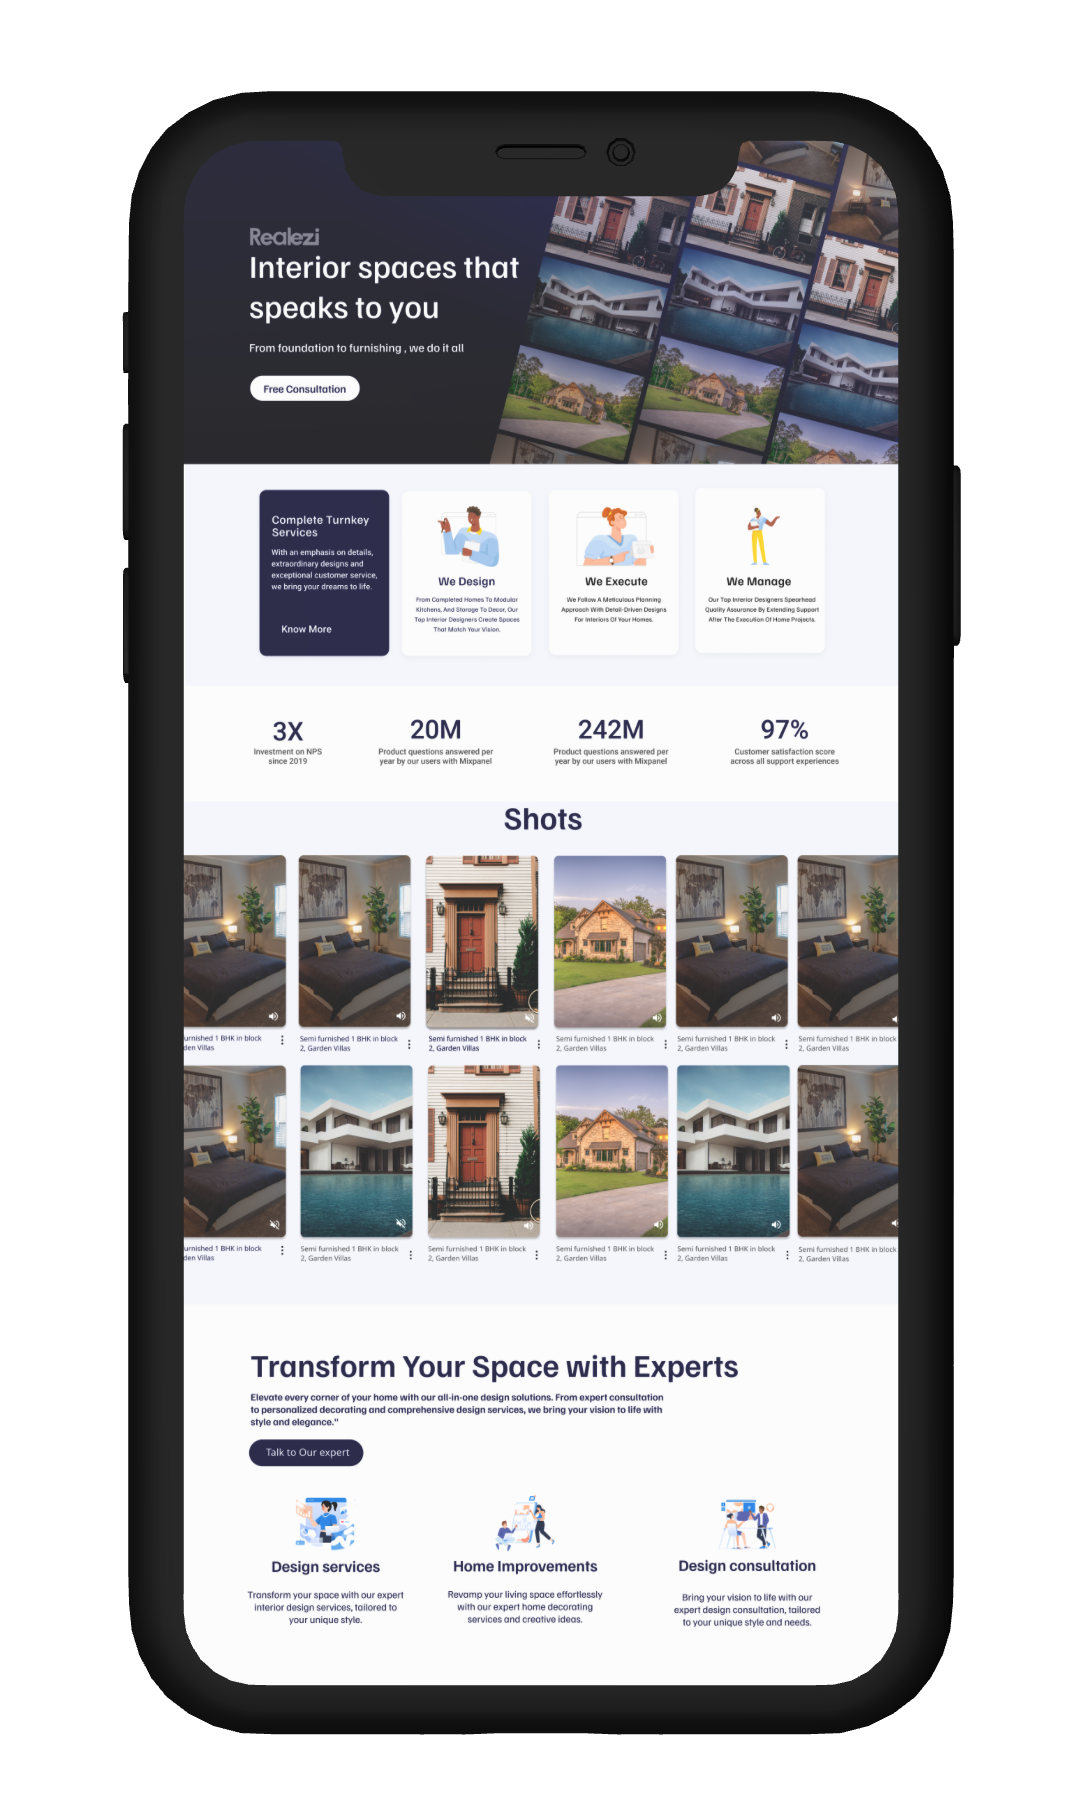 Realezi
Interior spaces that
speaks to you
From foundation to furnishing , we do it all
Free Consultation
Complete Turnkey
Services
With an emphasis on details,
extraordinary designs and
exceptional customer service,
we bring your dreams to life.
Know More
We Design
From Completed Homes To Modular
Kitchens, And Storage To Decor, Our
Top Interior Designers Create Spaces
That Match Your Vision.
We Execute
We Follow A Meticulous Planning
Approach With Detail-Driven Designs
For Interiors Of Your Homes.
We Manage
Our Top Interior Designers Spearhead
Quality Assurance By Extending Support
After The Execution Of Home Projects.
3X
Investment on NPS
since 2019
20M
Product questions answered per
year by our users with Mixpanel
242M
Product questions answered per
year by our users with Mixpanel
97%
Customer satisfaction score
across all support experiences
Shots
urnished 1 BHK in block
den Villas
Semi furnished 1 BHK in block
2, Garden Villas
Semi furnished 1 BHK in block
2, Garden Villas
Semi furnished 1 BHK in block
2, Garden Villas
Semi furnished 1 BHK in block
2, Garden Villas
Semi furnished 1 BHK in block
2, Garden Villas
urnished 1 BHK in block
den Villas
Semi furnished 1 BHK in block
2, Garden Villas
Semi furnished 1 BHK in block
2, Garden Villas
Semi furnished 1 BHK in block
2, Garden Villas
Semi furnished 1 BHK in block
2, Garden Villas
Semi furnished 1 BHK in block
2, Garden Villas
Transform Your Space with Experts
Elevate every corner of your home with our all-in-one design solutions. From expert consultation
to personalized decorating and comprehensive design services, we bring your vision to life with
style and elegance."
Talk to Our expert
Design services
Transform your space with our expert
interior design services, tailored to
your unique style.
Home Improvements
Revamp your living space effortlessly
with our expert home decorating
services and creative ideas.
Design consultation
Bring your vision to life with our
expert design consultation, tailored
to your unique style and needs.